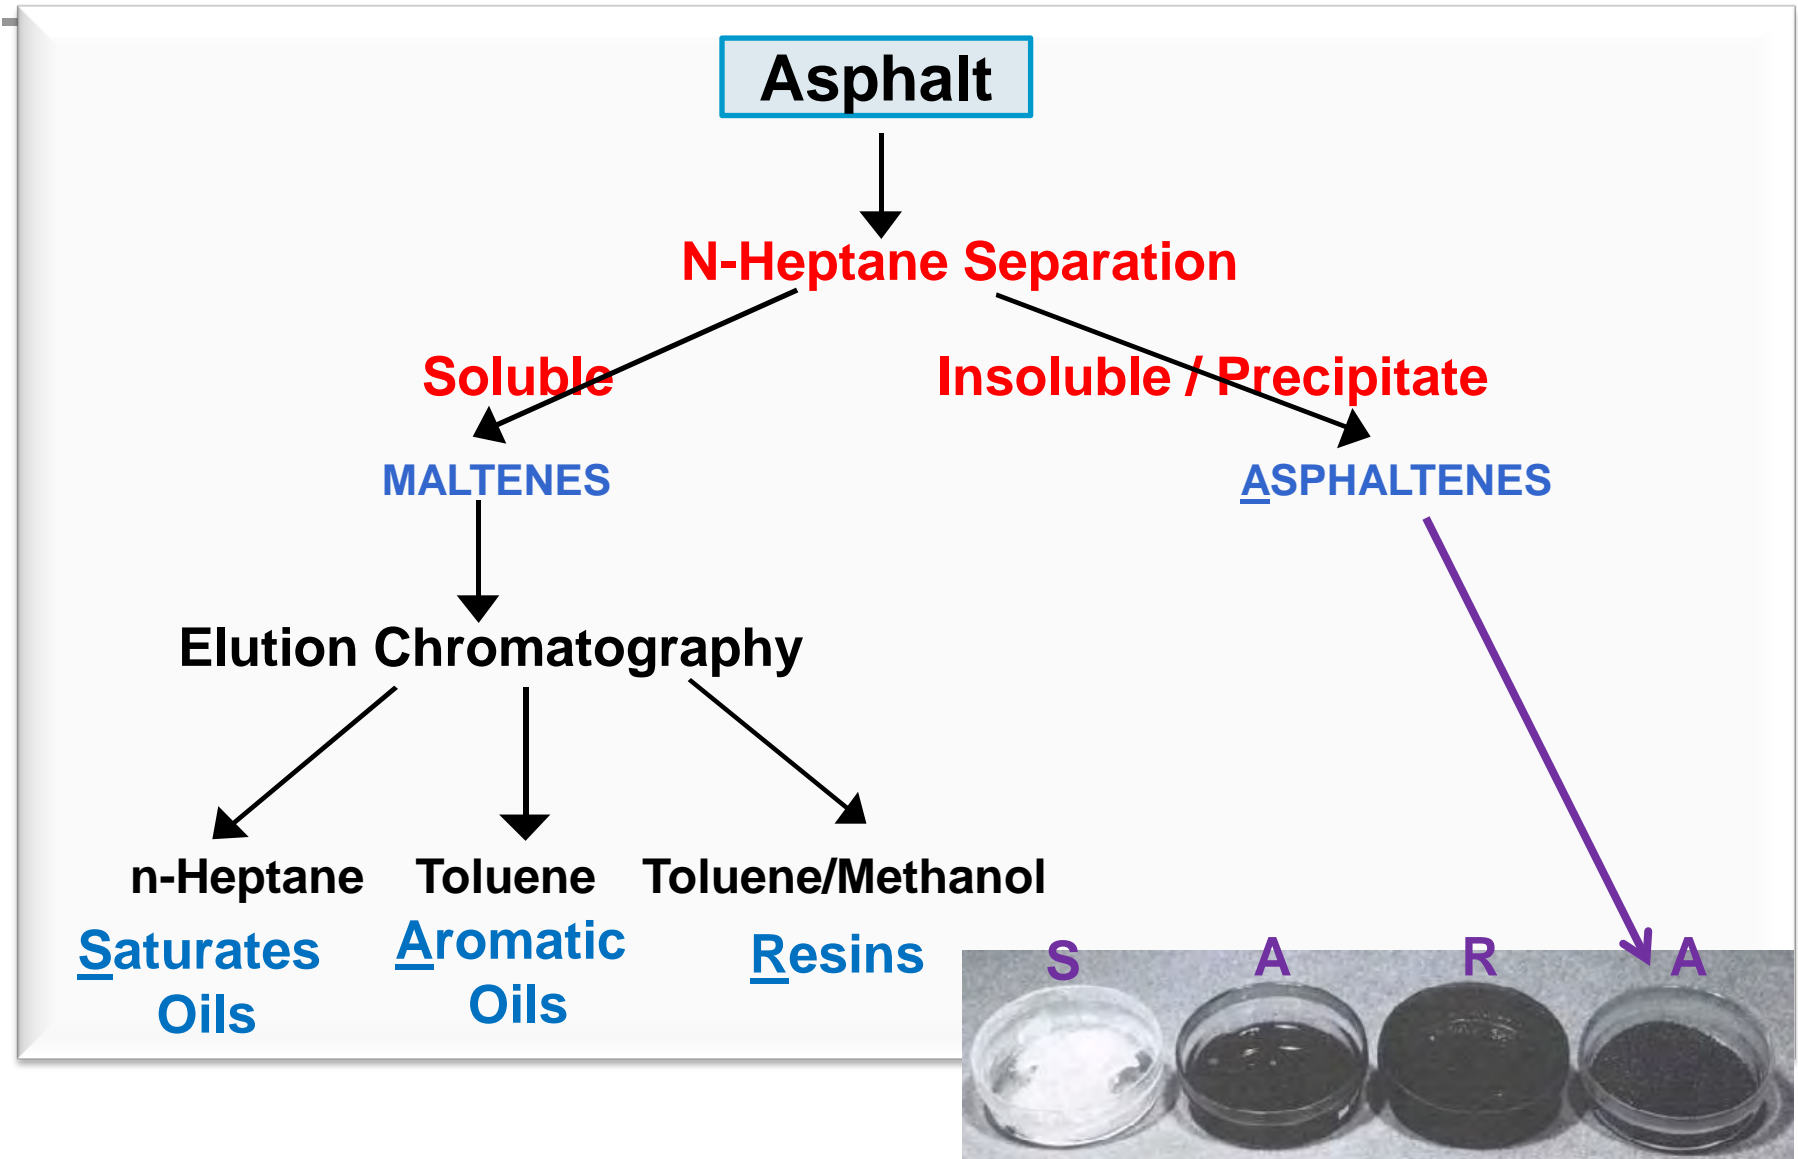 Asphalt
N-Heptane Separation
Soluble
Insoluble / Precipitate
MALTENES
ASPHALTENES
Elution Chromatography
n-Heptane
Toluene
Toluene/Methanol
Saturates
Oils
Aromatic
Oils
Resins
S A R A